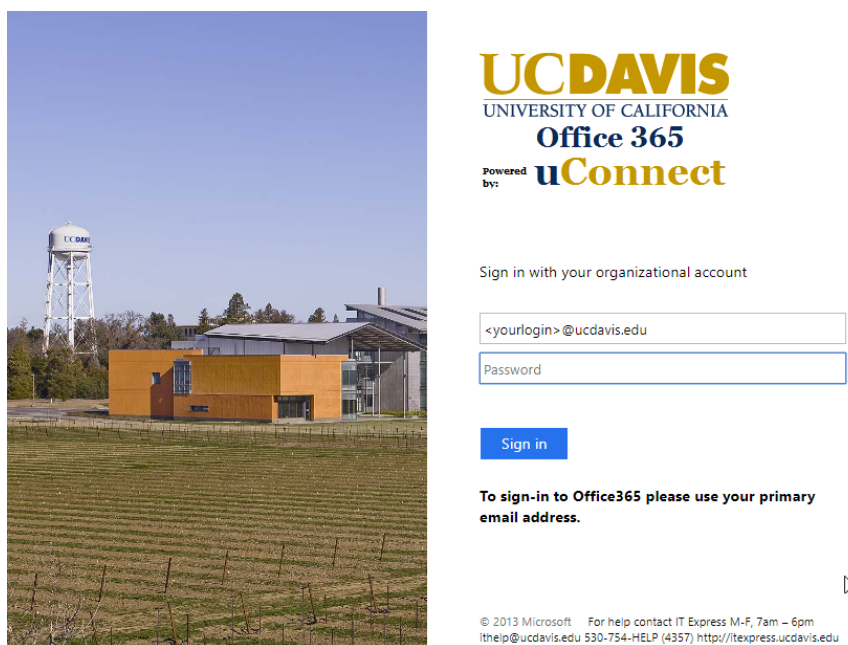 UC DAVIS
UCDAVIS
UNIVERSITY OF CALIFORNIA
Office 365
Powered by: uConnect
Sign in with your organizational account
<yourlogin>@ucdavis.edu
Password
Sign in
To sign-in to Office365 please use your primary
email address.
© 2013 Microsoft For help contact IT Express M-F, 7am – 6pm
ithelp@ucdavis.edu 530-754-HELP (4357) http://itexpress.ucdavis.edu